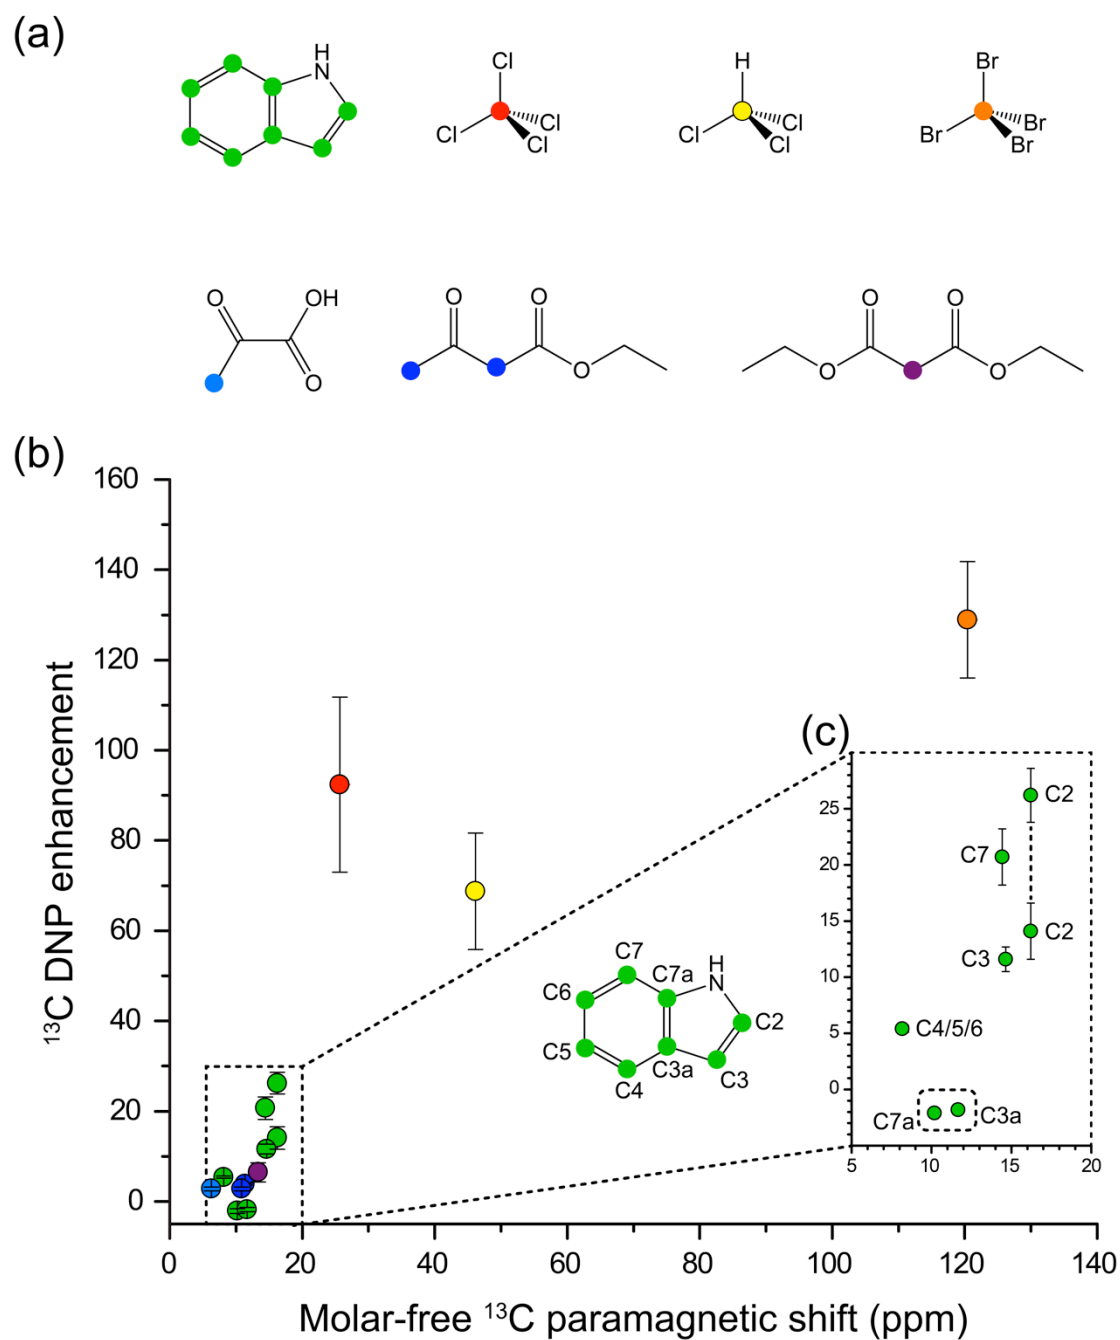 (a)
H
N
Cl
Cl
Cl
Cl
H
Cl
Cl
Cl
Br
Br
Br
Br
O
OH
O
O
O
O
O
O
O
O
(b)
160
140
120
100
80
60
40
20
0
¹³C DNP enhancement
0
20
40
60
80
100
120
140
Molar-free ¹³C paramagnetic shift (ppm)
C7
C7a
H
N
C6
C2
C5
C3a
C3
C4
(c)
25
20
15
10
5
0
C2
C7
C2
C3
C4/5/6
C7a
C3a
5
10
15
20